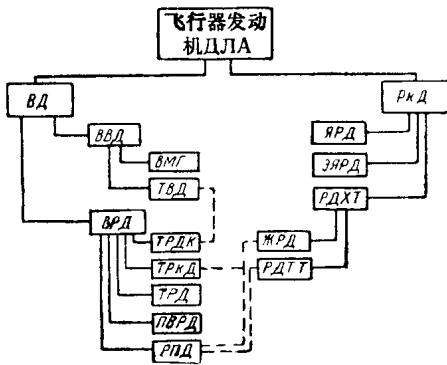 飞行器发动
机ДЛА
ВД
РкД
ВВД
ЯРД
ВМГ
ЭЯРД
ТВД
РДХТ
ВРД
ТРДК
ЖРД
ТРкД
РДТТ
ТРД
ПВРД
РПД